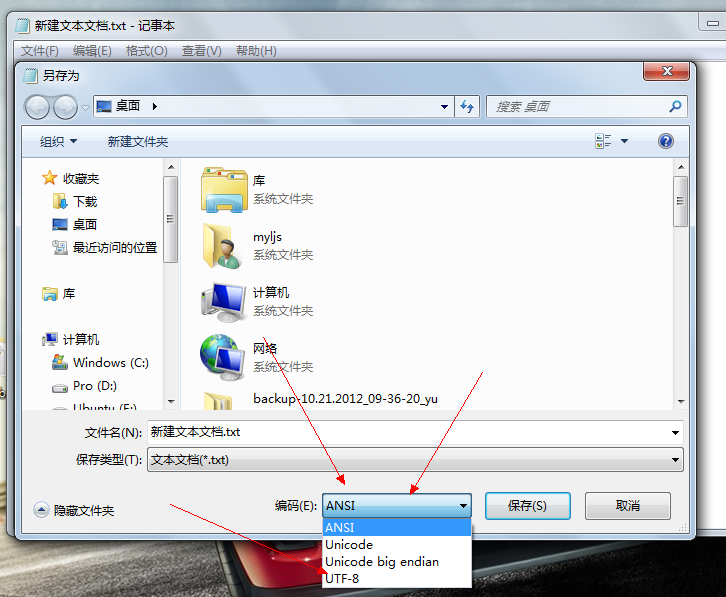 新建文本文档.txt - 记事本
文件(F) 编辑(E) 格式(O) 查看(V) 帮助(H)
另存为
桌面
搜索 桌面
组织 新建文件夹
收藏夹
下载
桌面
最近访问的位置
库
计算机
Windows (C:)
Pro (D:)
Ubuntu (E:)
库
系统文件夹
myljs
系统文件夹
计算机
系统文件夹
网络
系统文件夹
backup-10.21.2012_09-36-20_yu
文件名(N): 新建文本文档.txt
保存类型(T): 文本文档(*.txt)
隐藏文件夹
编码(E): ANSI
保存(S) 取消
ANSI
Unicode
Unicode big endian
UTF-8